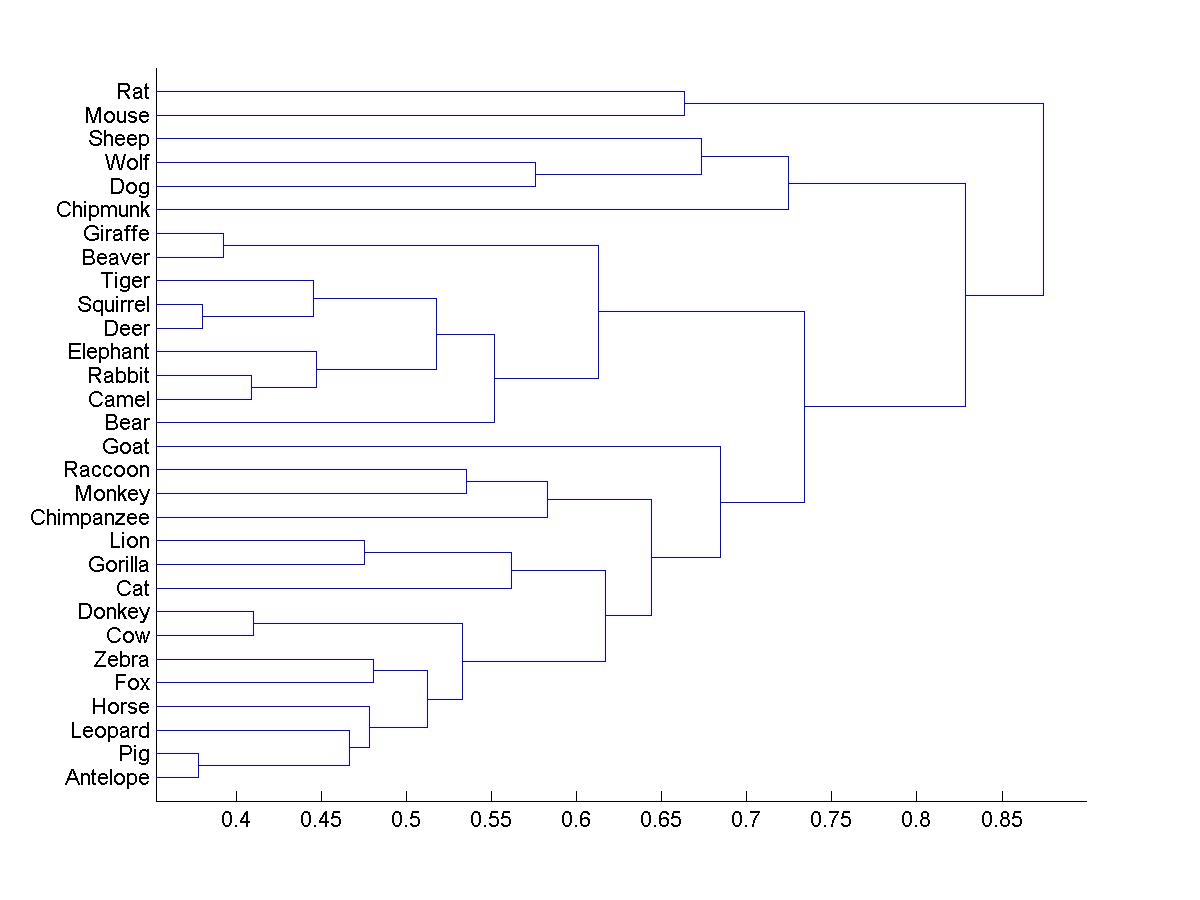 Rat
Mouse
Sheep
Wolf
Dog
Chipmunk
Giraffe
Beaver
Tiger
Squirrel
Deer
Elephant
Rabbit
Camel
Bear
Goat
Raccoon
Monkey
Chimpanzee
Lion
Gorilla
Cat
Donkey
Cow
Zebra
Fox
Horse
Leopard
Pig
Antelope
0.4 0.45 0.5 0.55 0.6 0.65 0.7 0.75 0.8 0.85